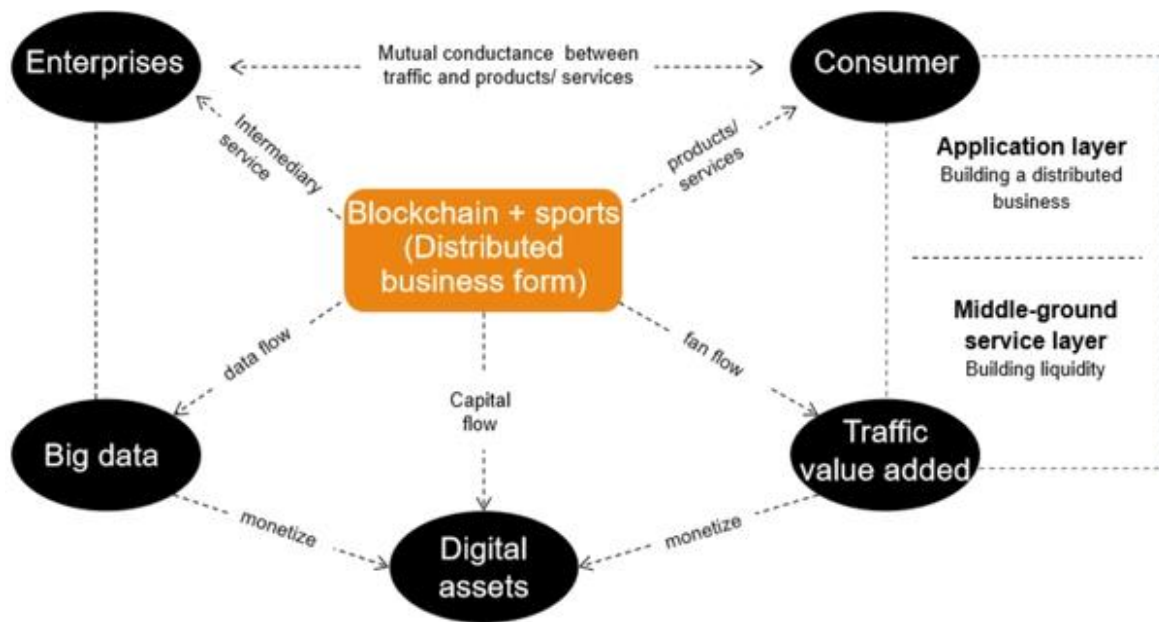 Enterprises
Mutual conductance between
traffic and products/ services
Consumer
Intermediary
service
products/
services
Application layer
Building a distributed
business
Blockchain + sports
(Distributed
business form)
Middle-ground
service layer
Building liquidity
data flow
fan flow
Capital
flow
Big data
Traffic
value added
monetize
monetize
Digital
assets